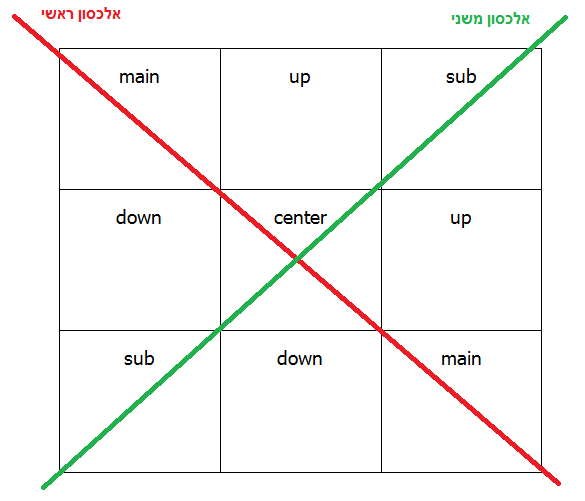 אלכסון ראשי
אלכסון משני
main up sub
down center up
sub down main